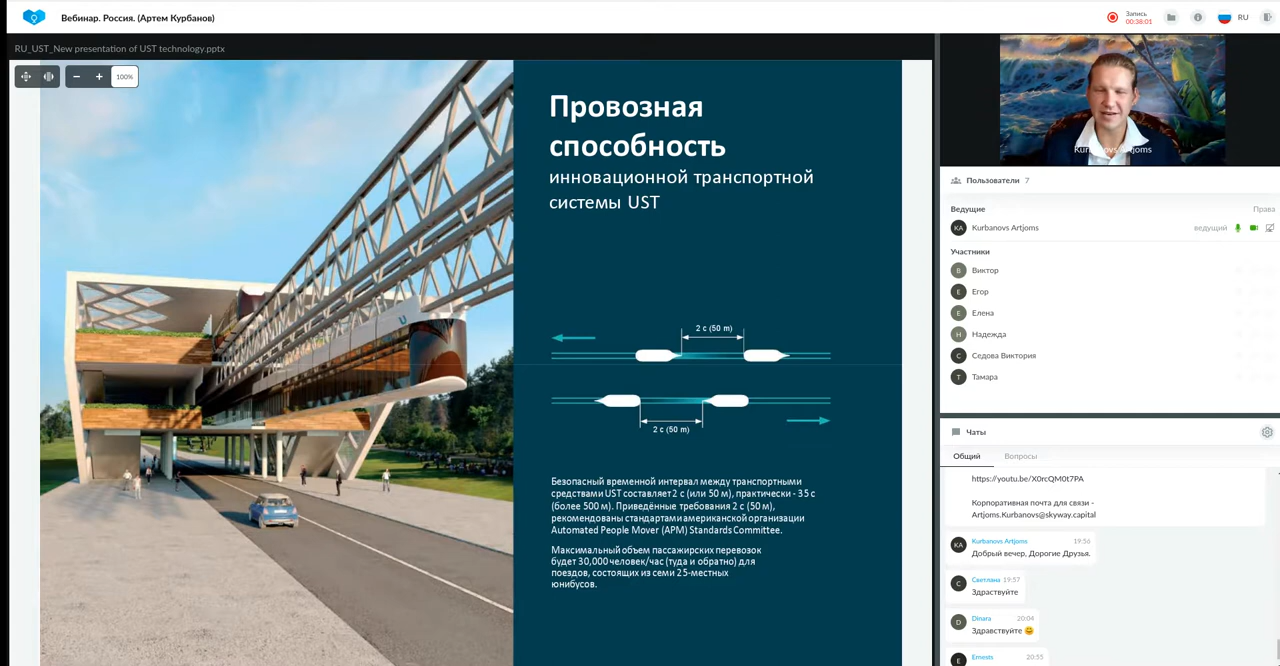 Вебинар. Россия. (Артем Курбанов)
Запись
00:38:01
RU
RU_UST_New presentation of UST technology.pptx
100%
Провозная
способность
инновационной транспортной
системы UST
2 c (50 m)
2 c (50 m)
Безопасный временной интервал между транспортными
средствами UST составляет 2 с (или 50 м), практически - 35 с
(более 500 м). Приведённые требования 2 с (50 м),
рекомендованы стандартами американской организации
Automated People Mover (APM) Standards Committee.
Максимальный объем пассажирских перевозок
будет 30,000 человек/час (туда и обратно) для
поездов, состоящих из семи 25-местных
юнибусов.
Kurbanovs Artjoms
Пользователи 7
Ведущие Права
KA Kurbanovs Artjoms ведущий
Участники
В Виктор
Е Егор
Е Елена
Н Надежда
С Седова Виктория
Т Тамара
Чаты
Общий Вопросы
https://youtu.be/X0rcQM0t7PA
Корпоративная почта для связи -
Artjoms.Kurbanovs@skyway.capital
KA Kurbanovs Artjoms 19:56
Добрый вечер, Дорогие Друзья.
С Светлана 19:57
Здраствуйте
D Dinara 20:04
Здравствуйте 😊
E Ernests 20:55